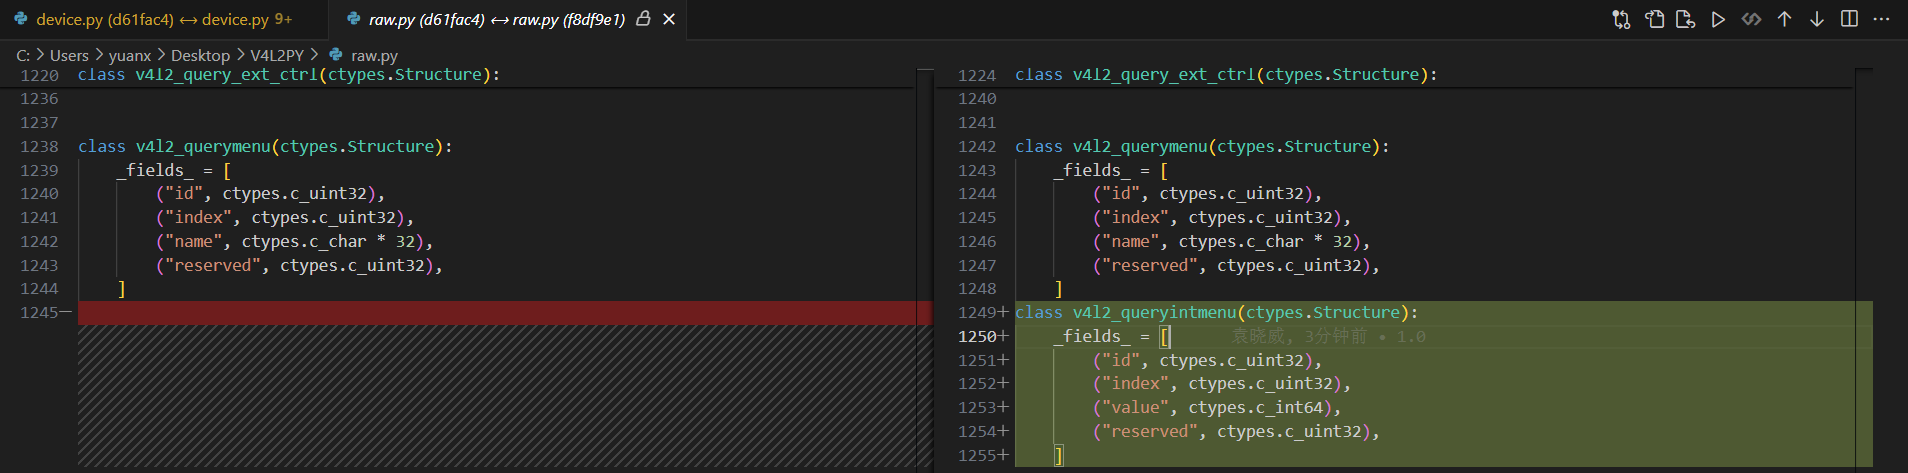 device.py (d61fac4) ↔ device.py 9+
raw.py (d61fac4) ↔ raw.py (f8df9e1)
C: > Users > yuanx > Desktop > V4L2PY > raw.py
1220 class v4l2_query_ext_ctrl(ctypes.Structure):
1236
1237
1238 class v4l2_querymenu(ctypes.Structure):
1239 _fields_ = [
1240 ("id", ctypes.c_uint32),
1241 ("index", ctypes.c_uint32),
1242 ("name", ctypes.c_char * 32),
1243 ("reserved", ctypes.c_uint32),
1244 ]
1245−
1224 class v4l2_query_ext_ctrl(ctypes.Structure):
1240
1241
1242 class v4l2_querymenu(ctypes.Structure):
1243 _fields_ = [
1244 ("id", ctypes.c_uint32),
1245 ("index", ctypes.c_uint32),
1246 ("name", ctypes.c_char * 32),
1247 ("reserved", ctypes.c_uint32),
1248 ]
1249+ class v4l2_queryintmenu(ctypes.Structure):
1250+ _fields_ = [ 袁晓威, 3分钟前 • 1.0
1251+ ("id", ctypes.c_uint32),
1252+ ("index", ctypes.c_uint32),
1253+ ("value", ctypes.c_int64),
1254+ ("reserved", ctypes.c_uint32),
1255+ ]